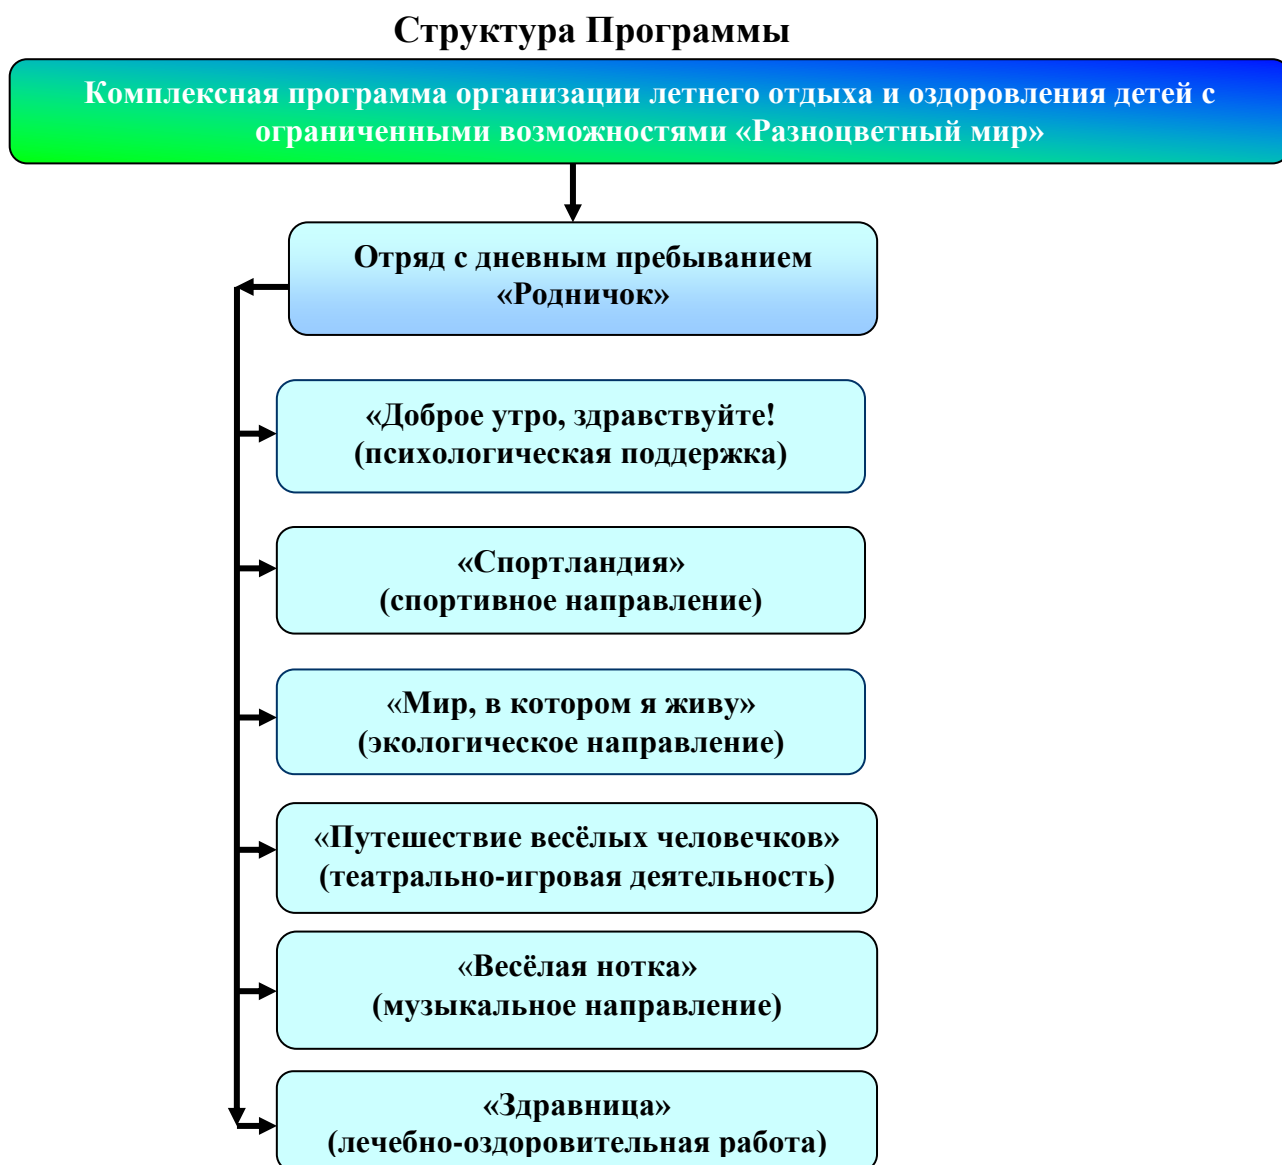 Структура Программы
Комплексная программа организации летнего отдыха и оздоровления детей с
ограниченными возможностями «Разноцветный мир»
Отряд с дневным пребыванием
«Родничок»
«Доброе утро, здравствуйте!
(психологическая поддержка)
«Спортландия»
(спортивное направление)
«Мир, в котором я живу»
(экологическое направление)
«Путешествие весёлых человечков»
(театрально-игровая деятельность)
«Весёлая нотка»
(музыкальное направление)
«Здравница»
(лечебно-оздоровительная работа)